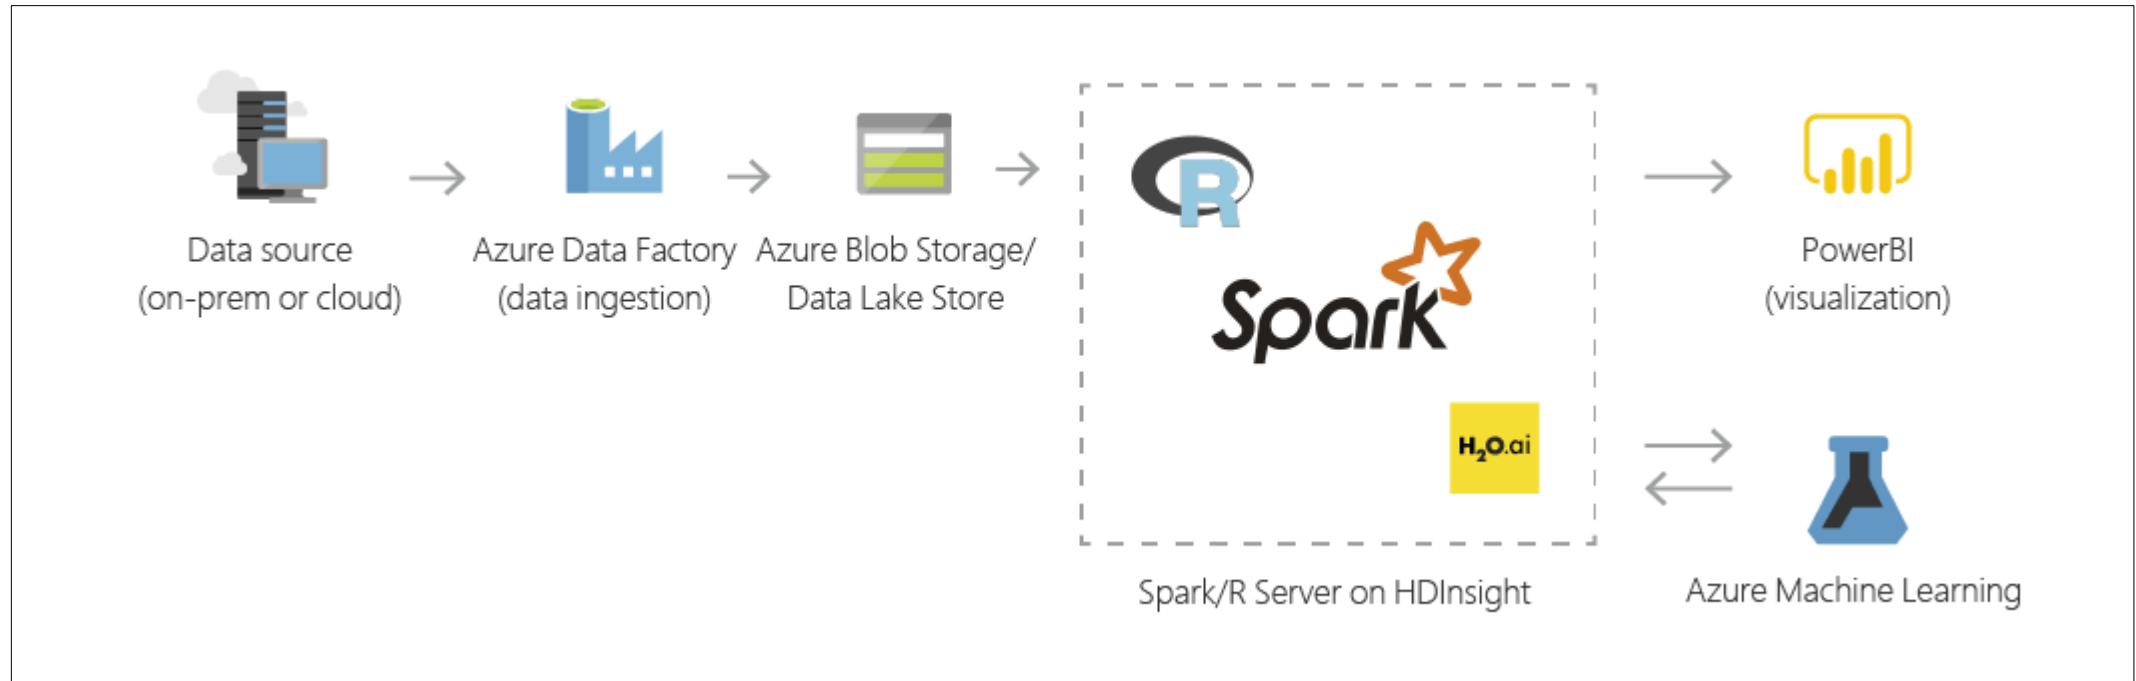 Data source
(on-prem or cloud)
Azure Data Factory
(data ingestion)
Azure Blob Storage/
Data Lake Store
R
Spark
H2O.ai
Spark/R Server on HDInsight
PowerBI
(visualization)
Azure Machine Learning